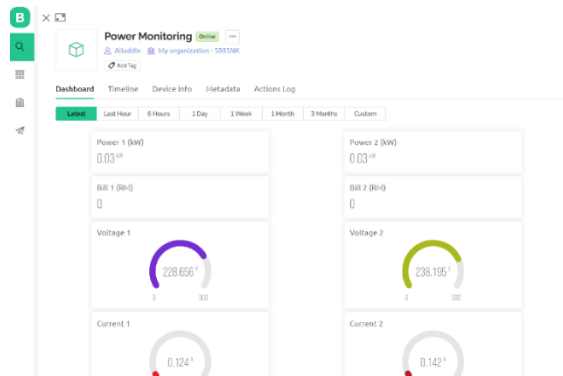 B
Power Monitoring Online ...
Aliaddin My organization - 5885NK
Add Tag
Dashboard Timeline Device Info Metadata Actions Log
Latest Last Hour 6 Hours 1 Day 1 Week 1 Month 3 Months Custom
Power 1 (kW) Power 2 (kW)
0.03 kW 0.03 kW
Bill 1 (RM) Bill 2 (RM)
0 0
Voltage 1 Voltage 2
228.656 V 238.195 V
0 300 0 300
Current 1 Current 2
0.124 A 0.142 A